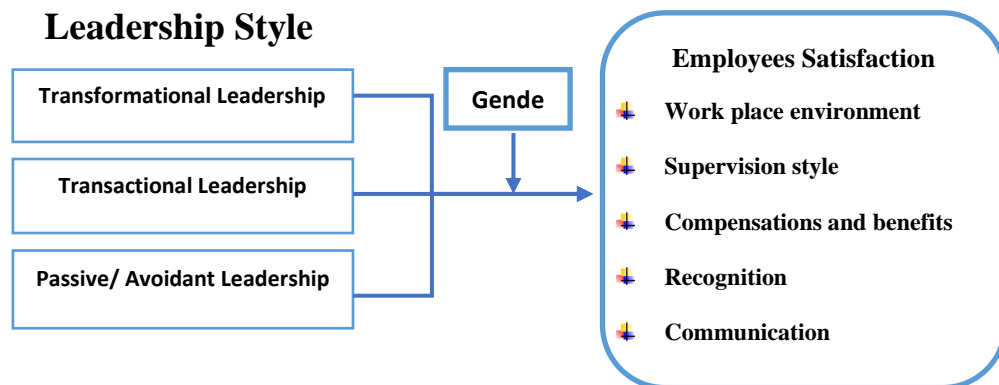 Leadership Style
Transformational Leadership
Transactional Leadership
Passive/ Avoidant Leadership
Gende
Employees Satisfaction
Work place environment
Supervision style
Compensations and benefits
Recognition
Communication